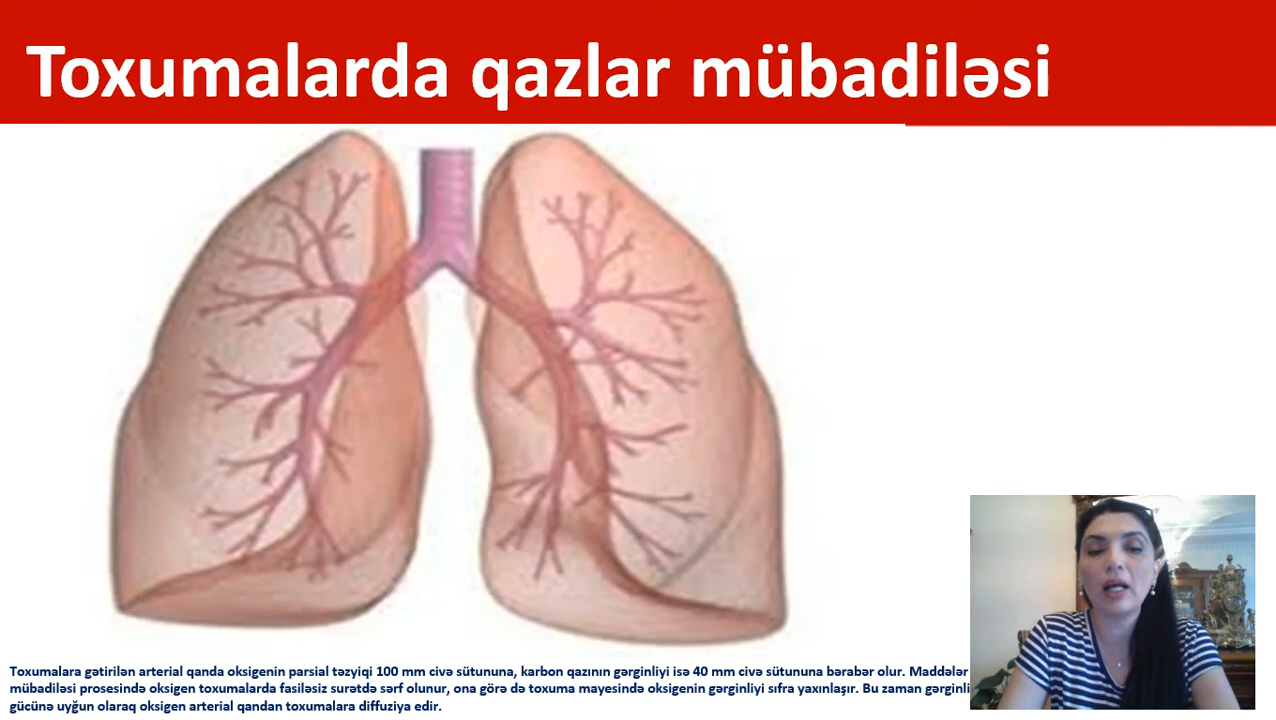 Toxumalarda qazlar mübadiləsi
Toxumalara gətirilən arterial qanda oksigenin parsial təzyiqi 100 mm civə sütununa, karbon qazının gərginliyi isə 40 mm civə sütununa bərabər olur. Maddələr
mübadiləsi prosesində oksigen toxumalarda fasiləsiz surətdə sərf olunur, ona görə də toxuma mayesində oksigenin gərginliyi sıfra yaxınlaşır. Bu zaman gərginli
gücünə uyğun olaraq oksigen arterial qandan toxumalara diffuziya edir.